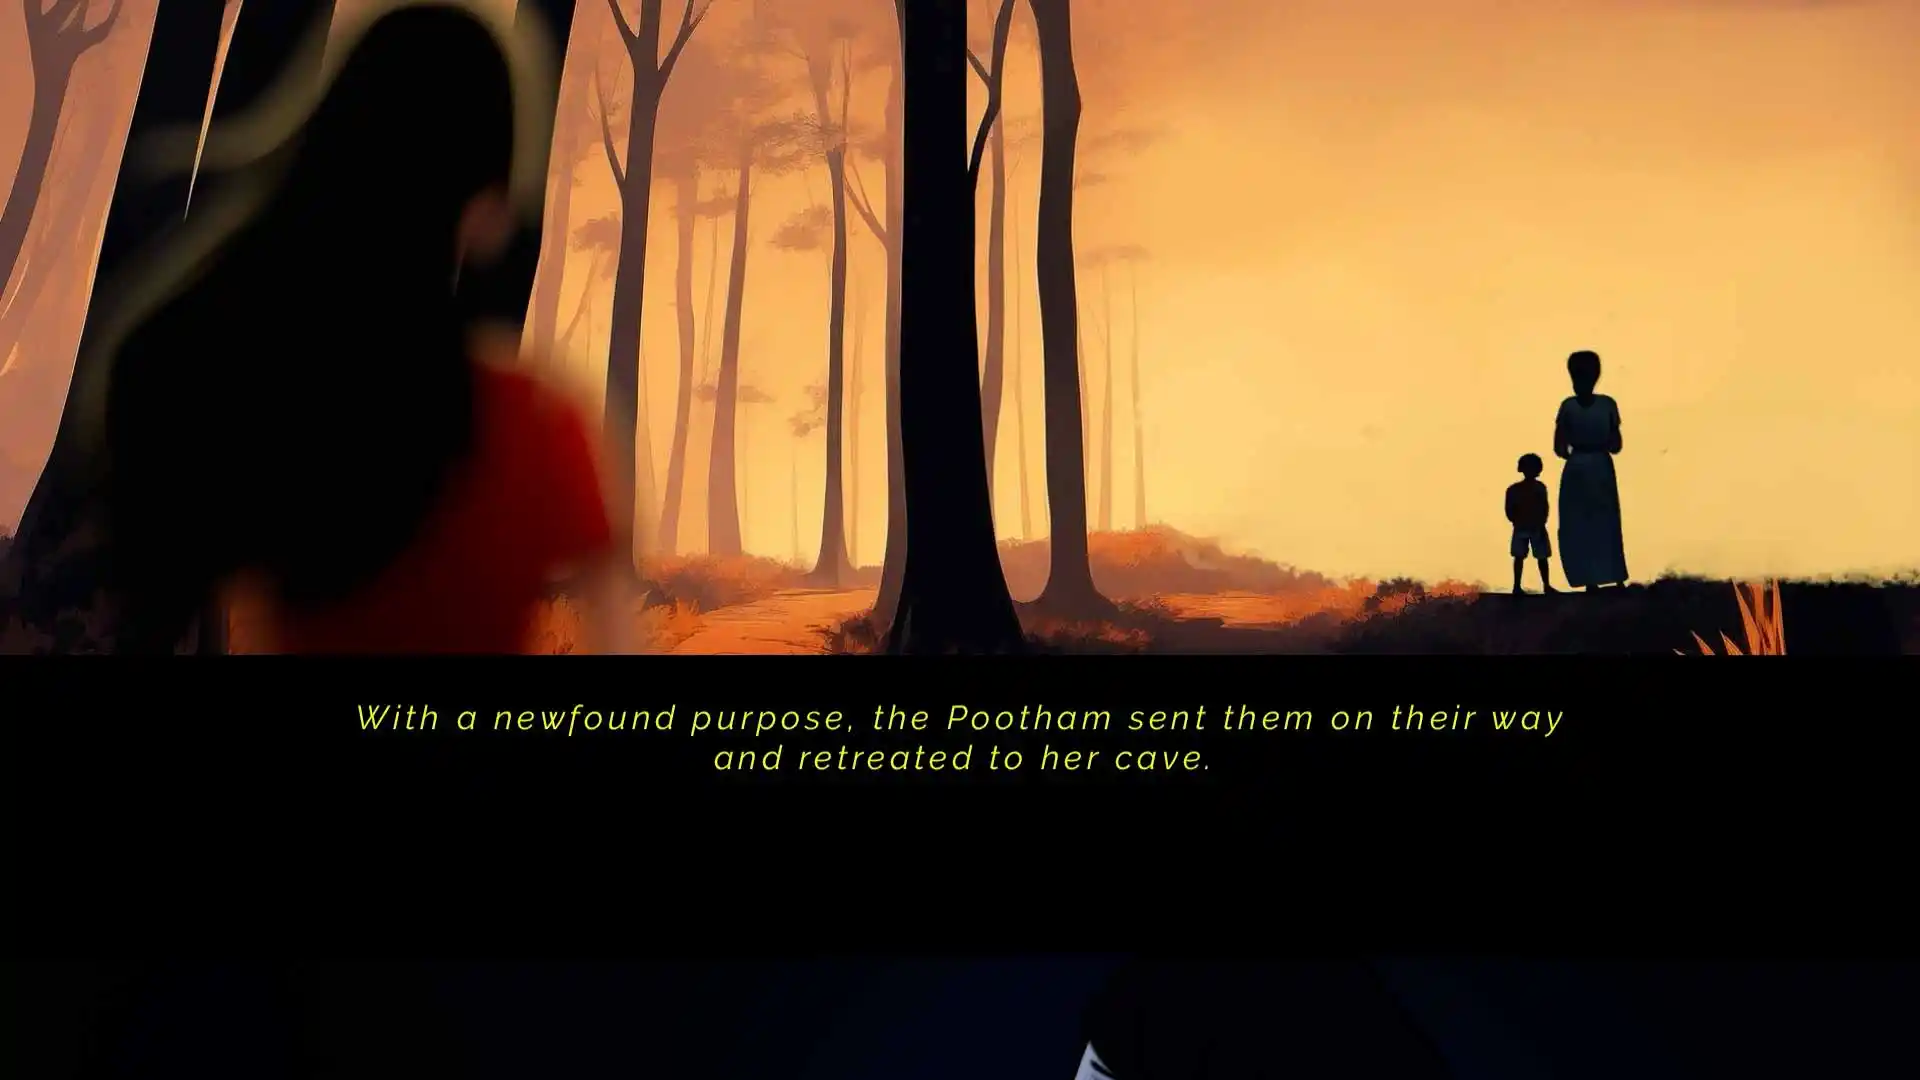 With a newfound purpose, the Pootham sent them on their way
and retreated to her cave.